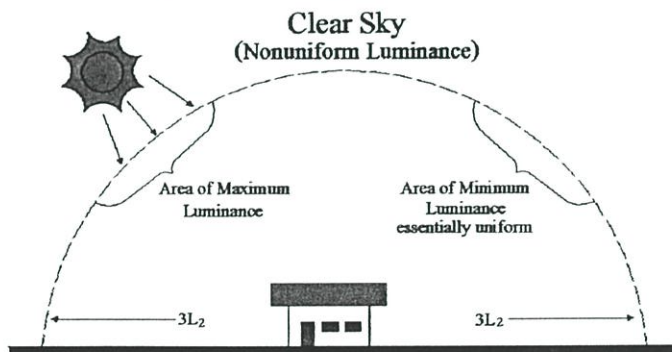 Clear Sky
(Nonuniform Luminance)
Area of Maximum
Luminance
Area of Minimum
Luminance
essentially uniform
3L₂
3L₂